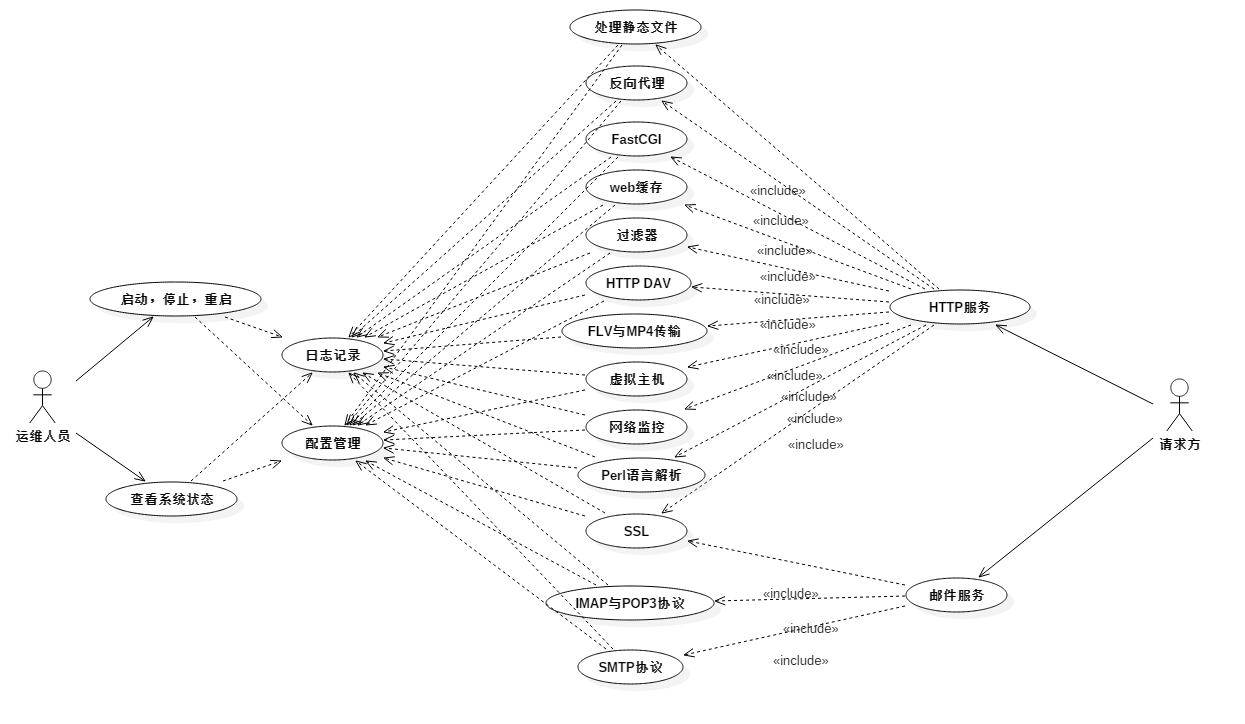 处理静态文件
反向代理
FastCGI
web缓存
«include»
«include»
过滤器
«include»
HTTP DAV
«include»
启动，停止，重启
«include»
HTTP服务
FLV与MP4传输
«include»
日志记录
«include»
虚拟主机
«include»
«include»
网络监控
«include»
运维人员
配置管理
请求方
«include»
Perl语言解析
查看系统状态
SSL
«include»
邮件服务
IMAP与POP3协议
«include»
SMTP协议
«include»